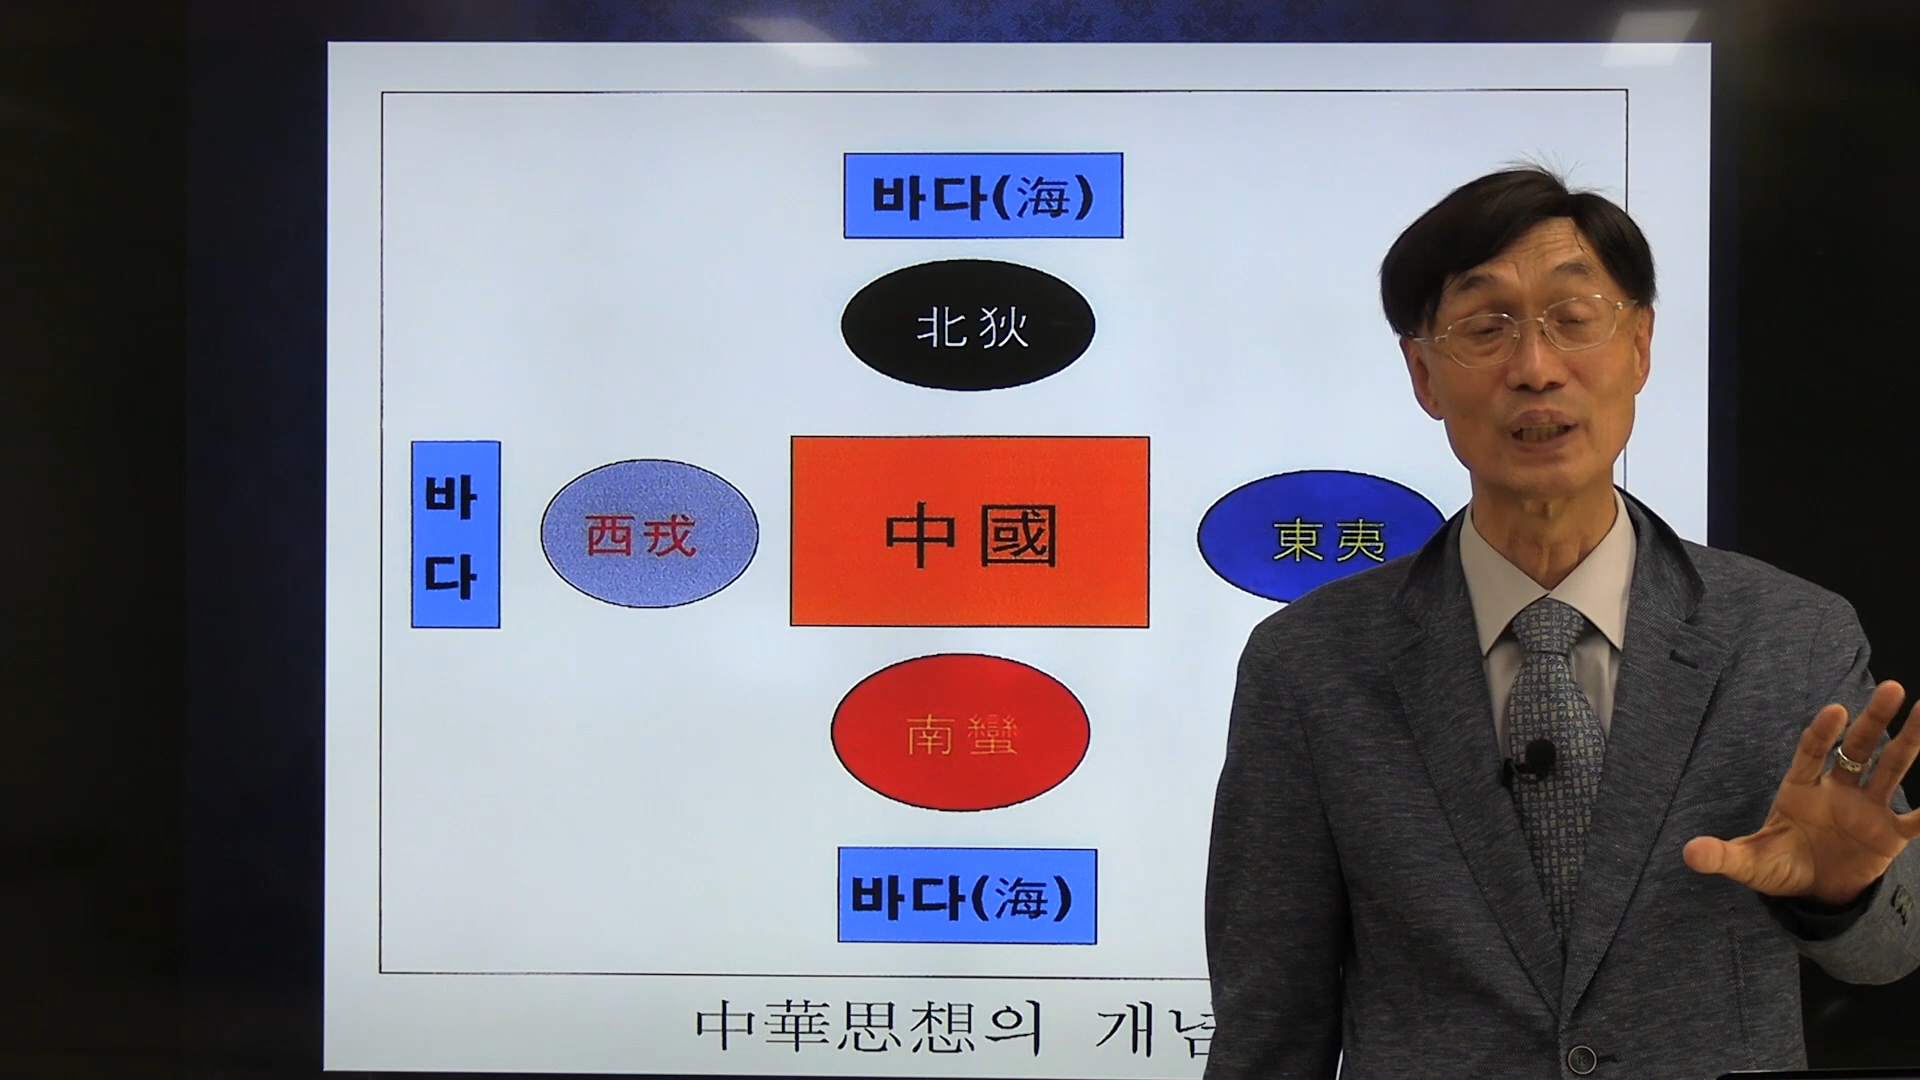 바다(海)
北狄
바다
西戎
中國
東夷
南蠻
바다(海)
中華思想의 개념